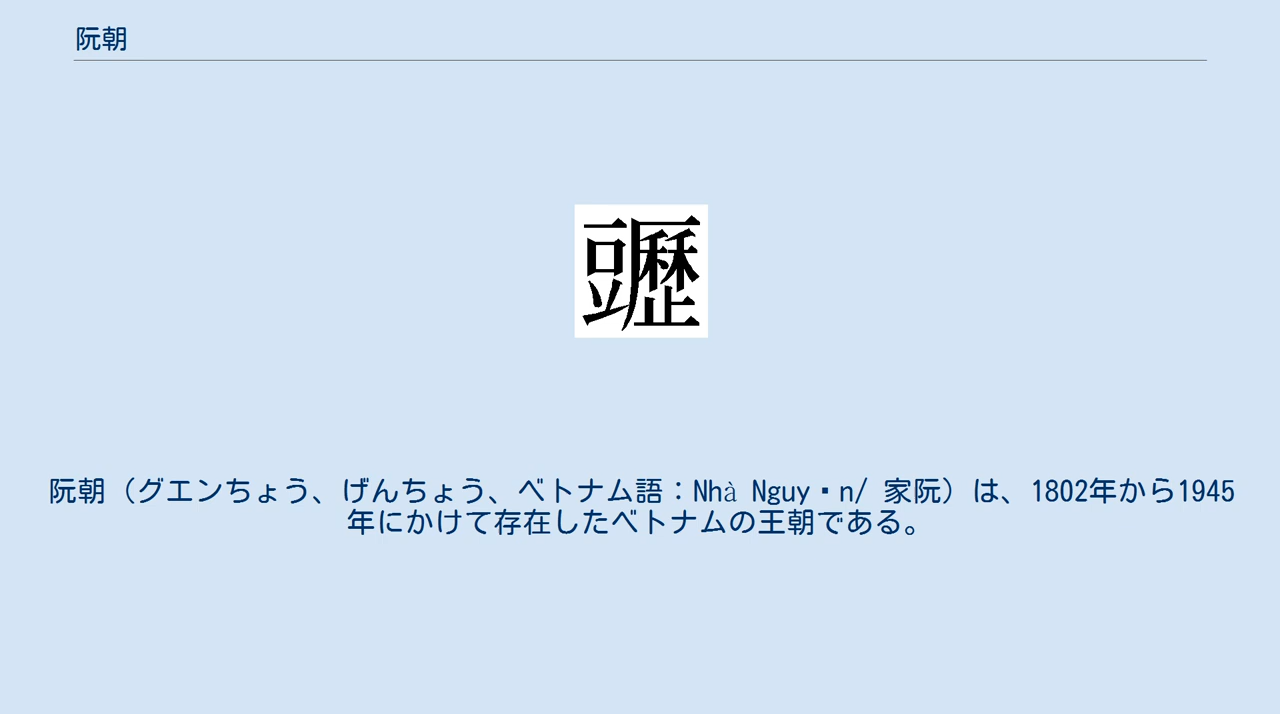 阮朝
阮朝（グエンちょう、げんちょう、ベトナム語：Nhà Nguy・n/ 家阮）は、1802年から1945
年にかけて存在したベトナムの王朝である。